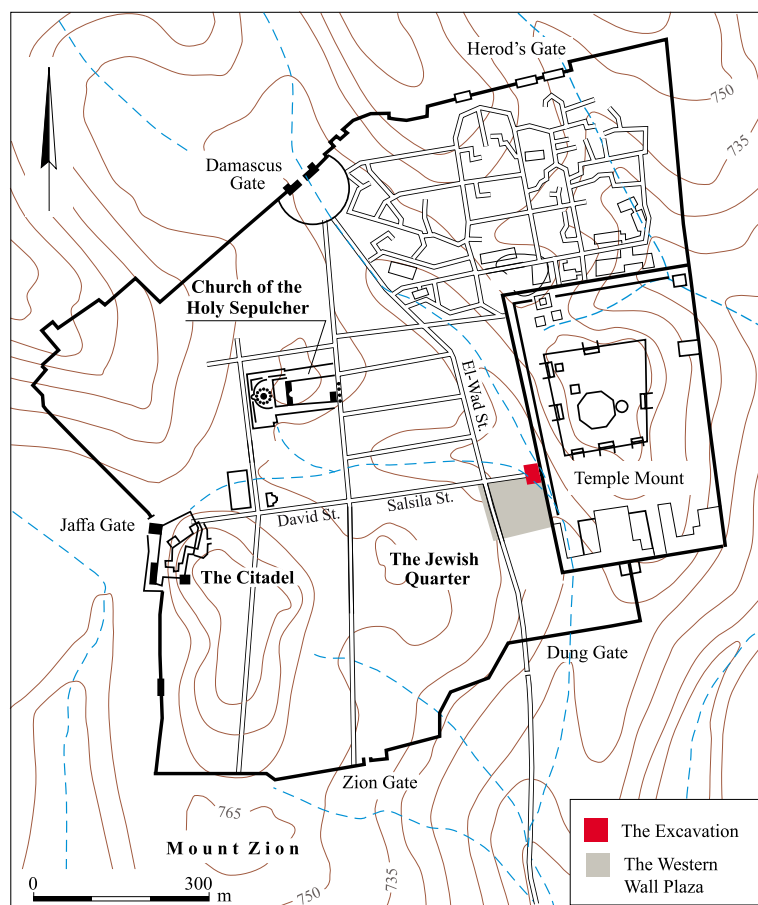 Herod's Gate
750
735
Damascus
Gate
Church of the
Holy Sepulcher
El-Wad St.
Temple Mount
Salsila St.
David St.
Jaffa Gate
The Jewish
Quarter
The Citadel
Dung Gate
Zion Gate
765
Mount Zion
735
750
0 300 m
The Excavation
The Western
Wall Plaza